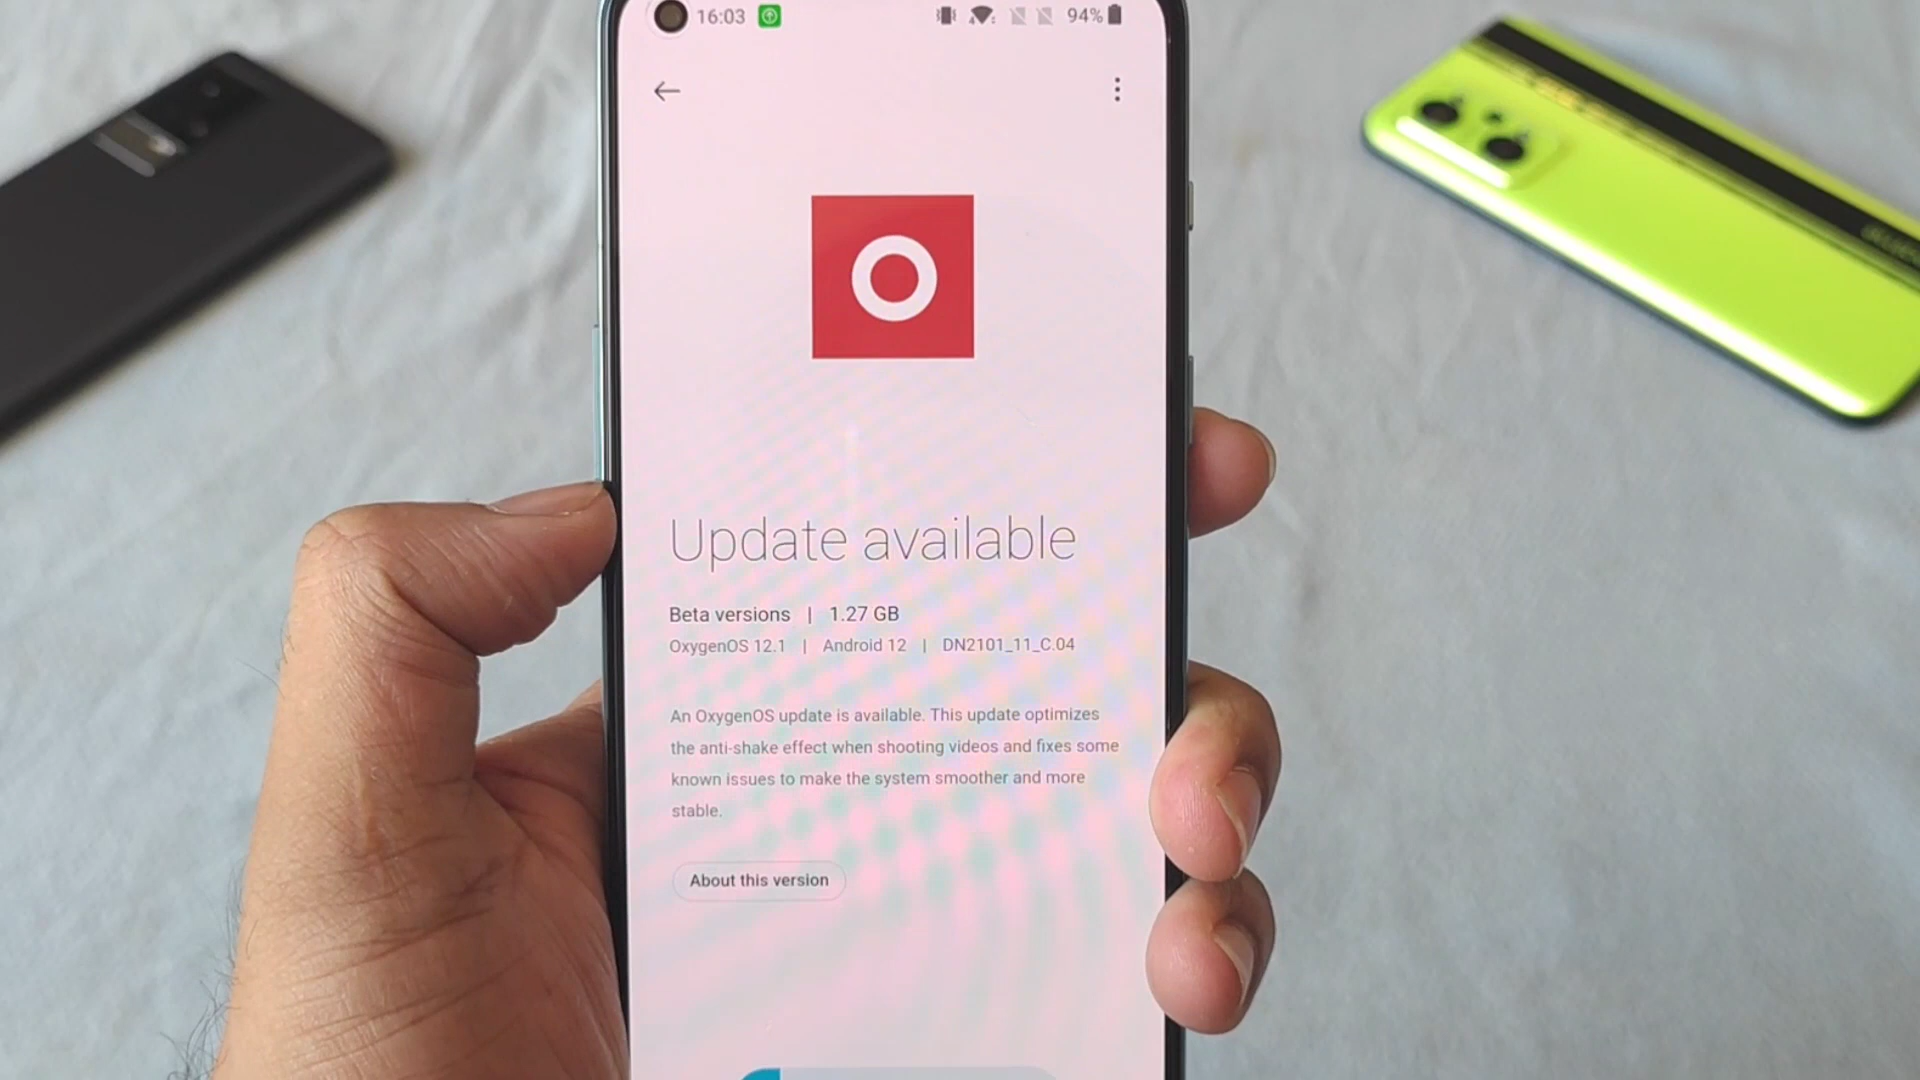 16:03
94%
Update available
Beta versions | 1.27 GB
OxygenOS 12.1 | Android 12 | DN2101_11_C.04
An OxygenOS update is available. This update optimizes
the anti-shake effect when shooting videos and fixes some
known issues to make the system smoother and more
stable.
About this version